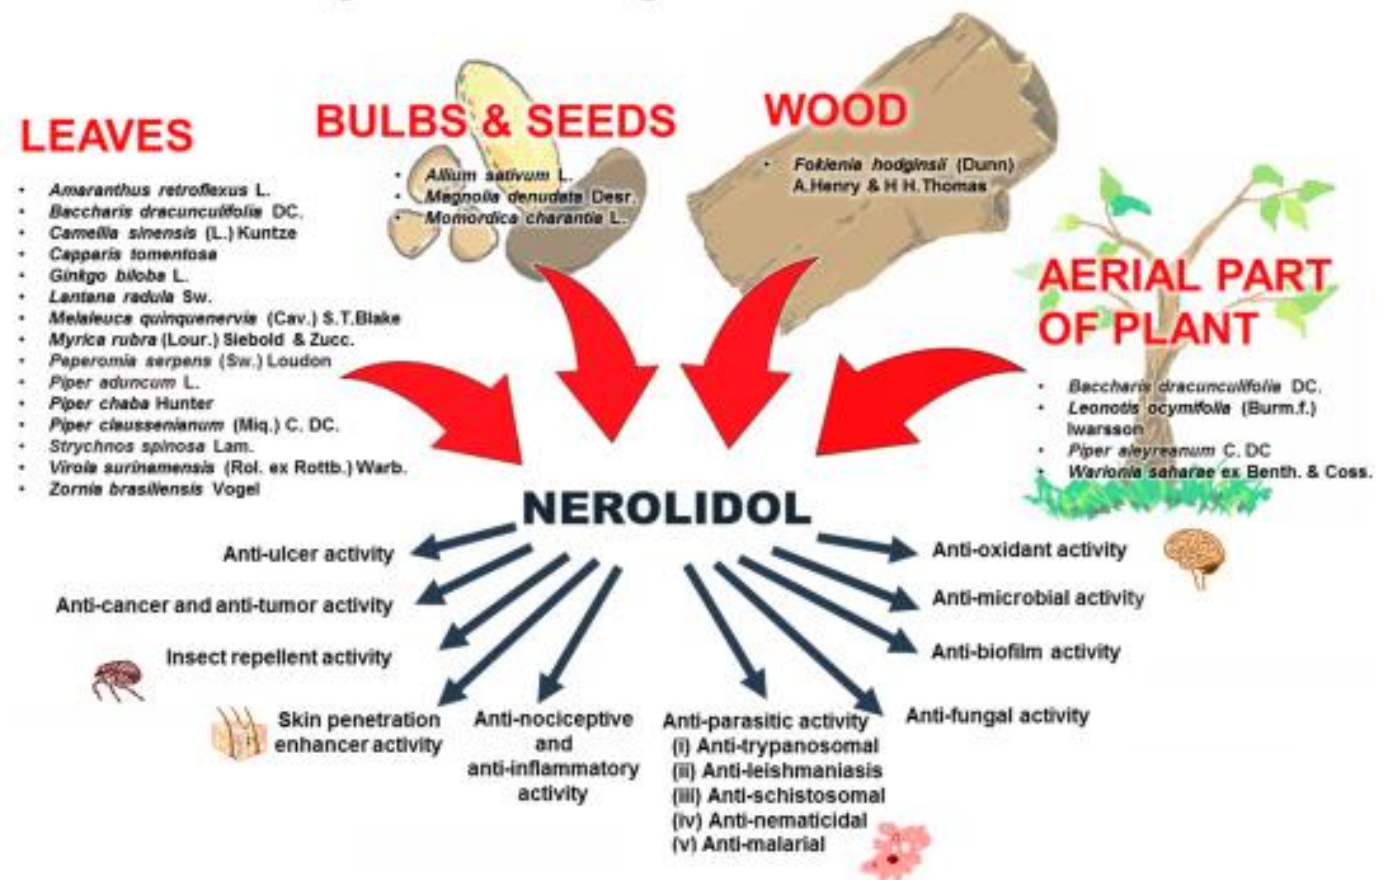 LEAVES
Amaranthus retroflexus L.
Baccharis dracunculifolia DC.
Camellia sinensis (L.) Kuntze
Capparis tomentosa
Ginkgo biloba L.
Lantana radula Sw.
Melaleuca quinquenervia (Cav.) S.T.Blake
Myrica rubra (Lour.) Siebold & Zucc.
Peperomia serpens (Sw.) Loudon
Piper aduncum L.
Piper chaba Hunter
Piper claussenianum (Miq.) C. DC.
Strychnos spinosa Lam.
Virola surinamensis (Rol. ex Rottb.) Warb.
Zornia brasiliensis Vogel
BULBS & SEEDS
Allium sativum L.
Magnolia denudata Desr.
Momordica charantia L.
WOOD
Fokienia hodginsii (Dunn)
A.Henry & H H.Thomas
AERIAL PART
OF PLANT
Baccharis dracunculifolia DC.
Leonotis ocymifolia (Burm.f.)
Iwarsson
Piper aleyreanum C. DC
Warionia saharae ex Benth. & Coss.
NEROLIDOL
Anti-ulcer activity
Anti-cancer and anti-tumor activity
Insect repellent activity
Skin penetration
enhancer activity
Anti-nociceptive
and
anti-inflammatory
activity
Anti-parasitic activity
(i) Anti-trypanosomal
(ii) Anti-leishmaniasis
(iii) Anti-schistosomal
(iv) Anti-nematicidal
(v) Anti-malarial
Anti-fungal activity
Anti-biofilm activity
Anti-microbial activity
Anti-oxidant activity